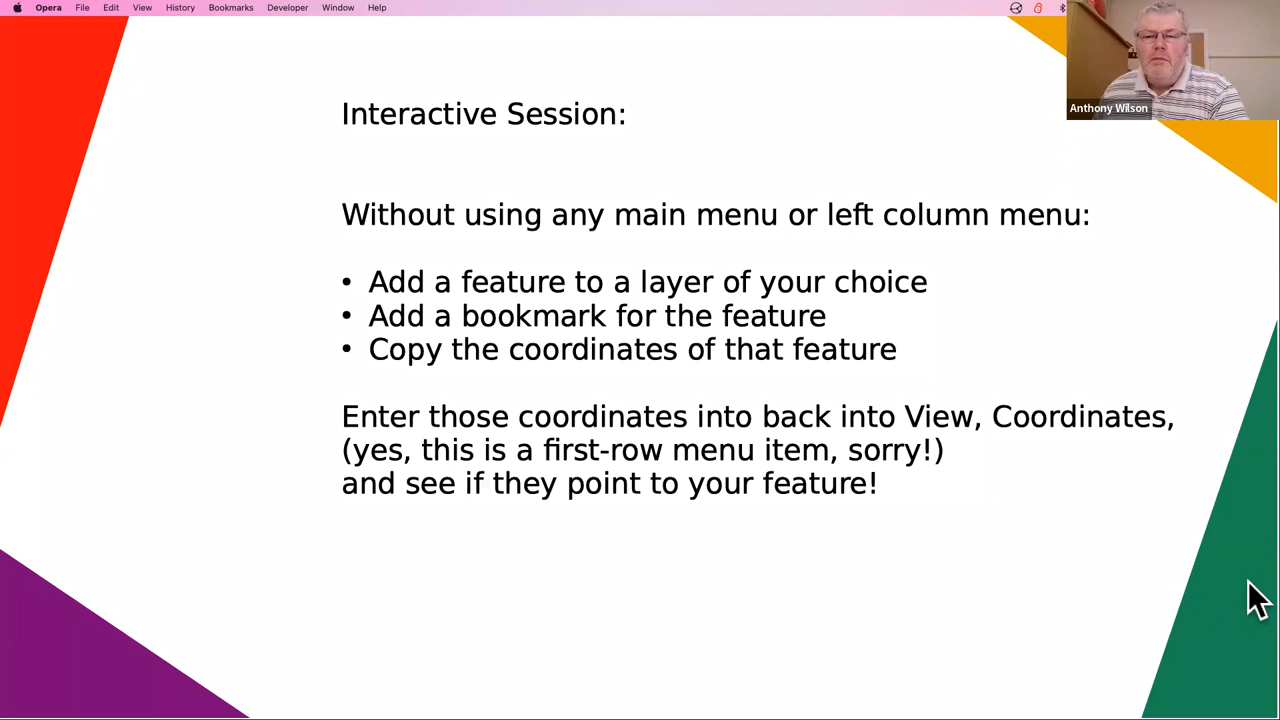 Opera File Edit View History Bookmarks Developer Window Help
Anthony Wilson
Interactive Session:
Without using any main menu or left column menu:
• Add a feature to a layer of your choice
• Add a bookmark for the feature
• Copy the coordinates of that feature
Enter those coordinates into back into View, Coordinates,
(yes, this is a first-row menu item, sorry!)
and see if they point to your feature!